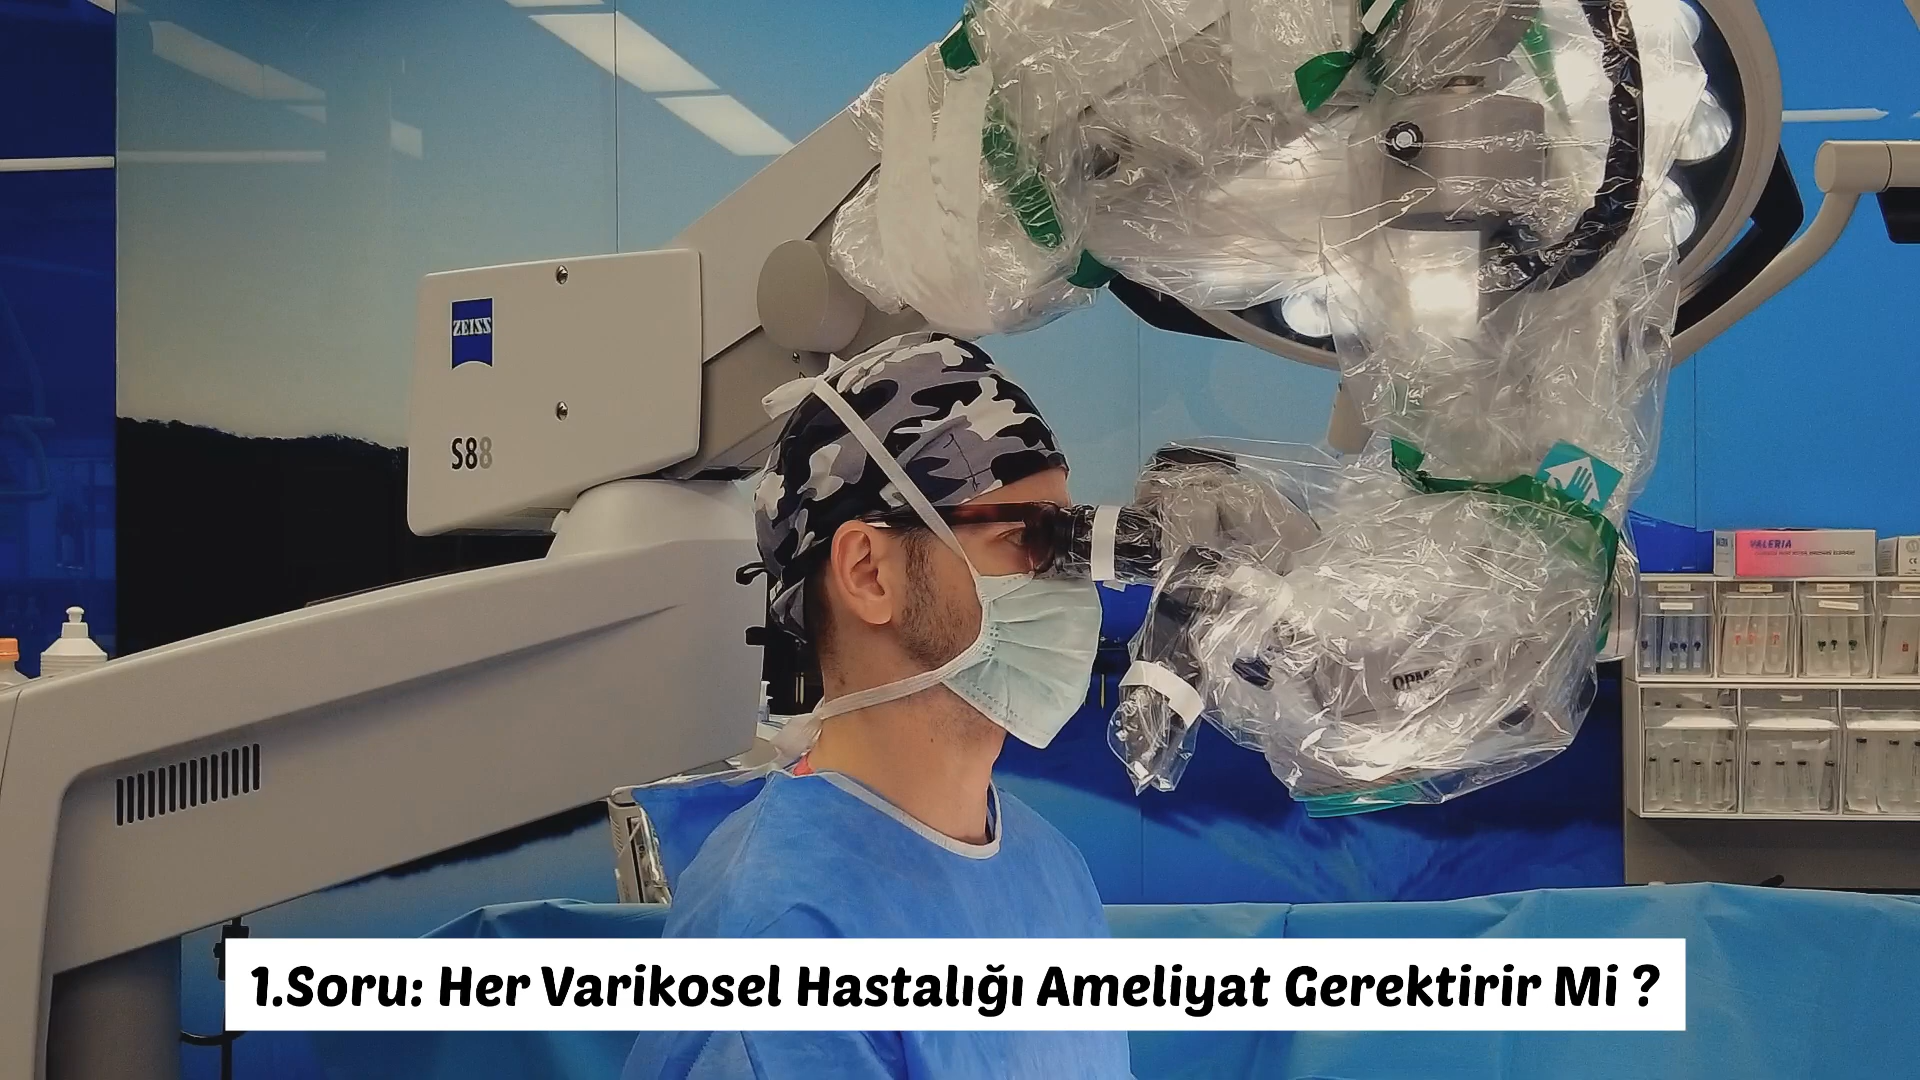 ZEISS
S88
VALERIA
1.Soru: Her Varikosel Hastalığı Ameliyat Gerektirir Mi ?